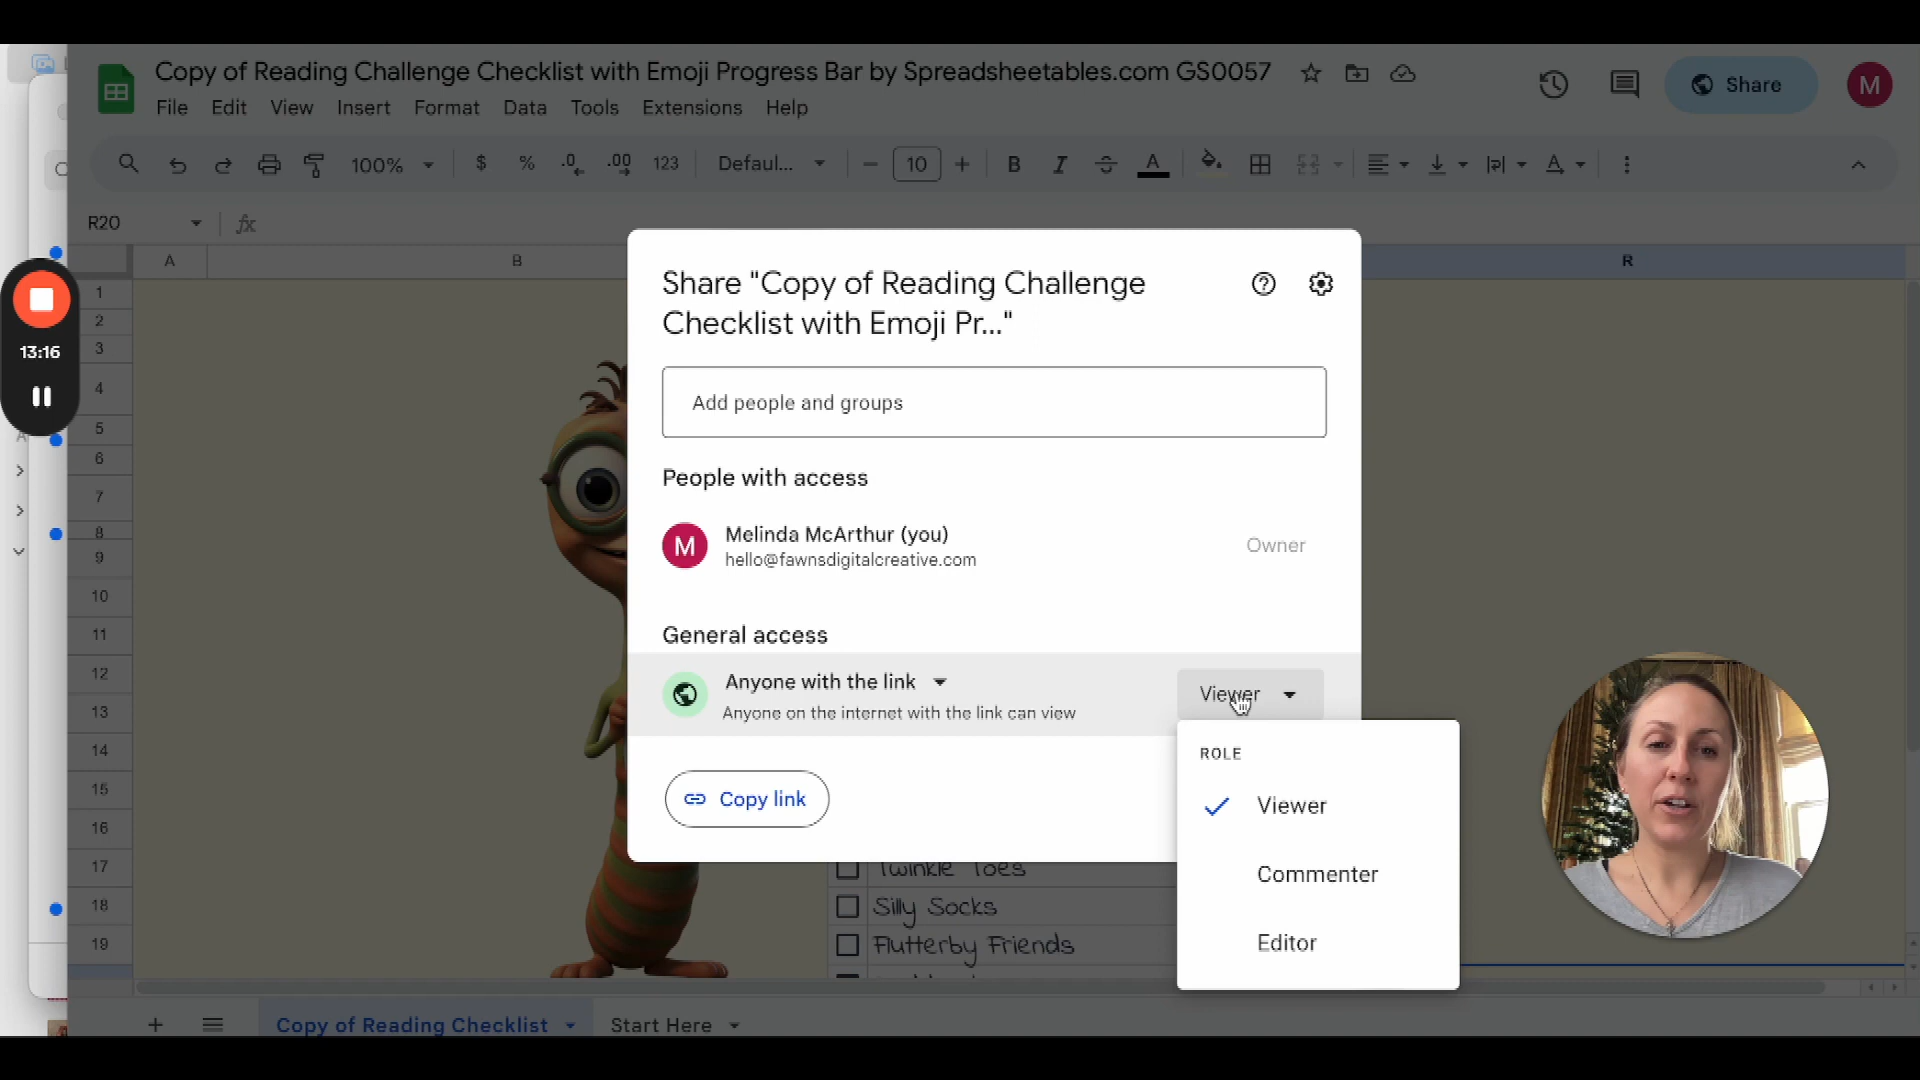 Copy of Reading Challenge Checklist with Emoji Progress Bar by Spreadsheetables.com GS0057
Share
M
File Edit View Insert Format Data Tools Extensions Help
100% $ % .0 .00 123 Defaul... 10 B I S A A
R20 fx
A B R
1
2
3
4
5
6
7
8
9
10
11
12
13
14
15
16
17
18
19
13:16
Share "Copy of Reading Challenge
Checklist with Emoji Pr..."
Add people and groups
People with access
M
Melinda McArthur (you)
hello@fawnsdigitalcreative.com
Owner
General access
Anyone with the link
Anyone on the internet with the link can view
Viewer
Copy link
ROLE
Viewer
Commenter
Editor
Twinkle Toes
Silly Socks
Flutterby Friends
Copy of Reading Checklist Start Here